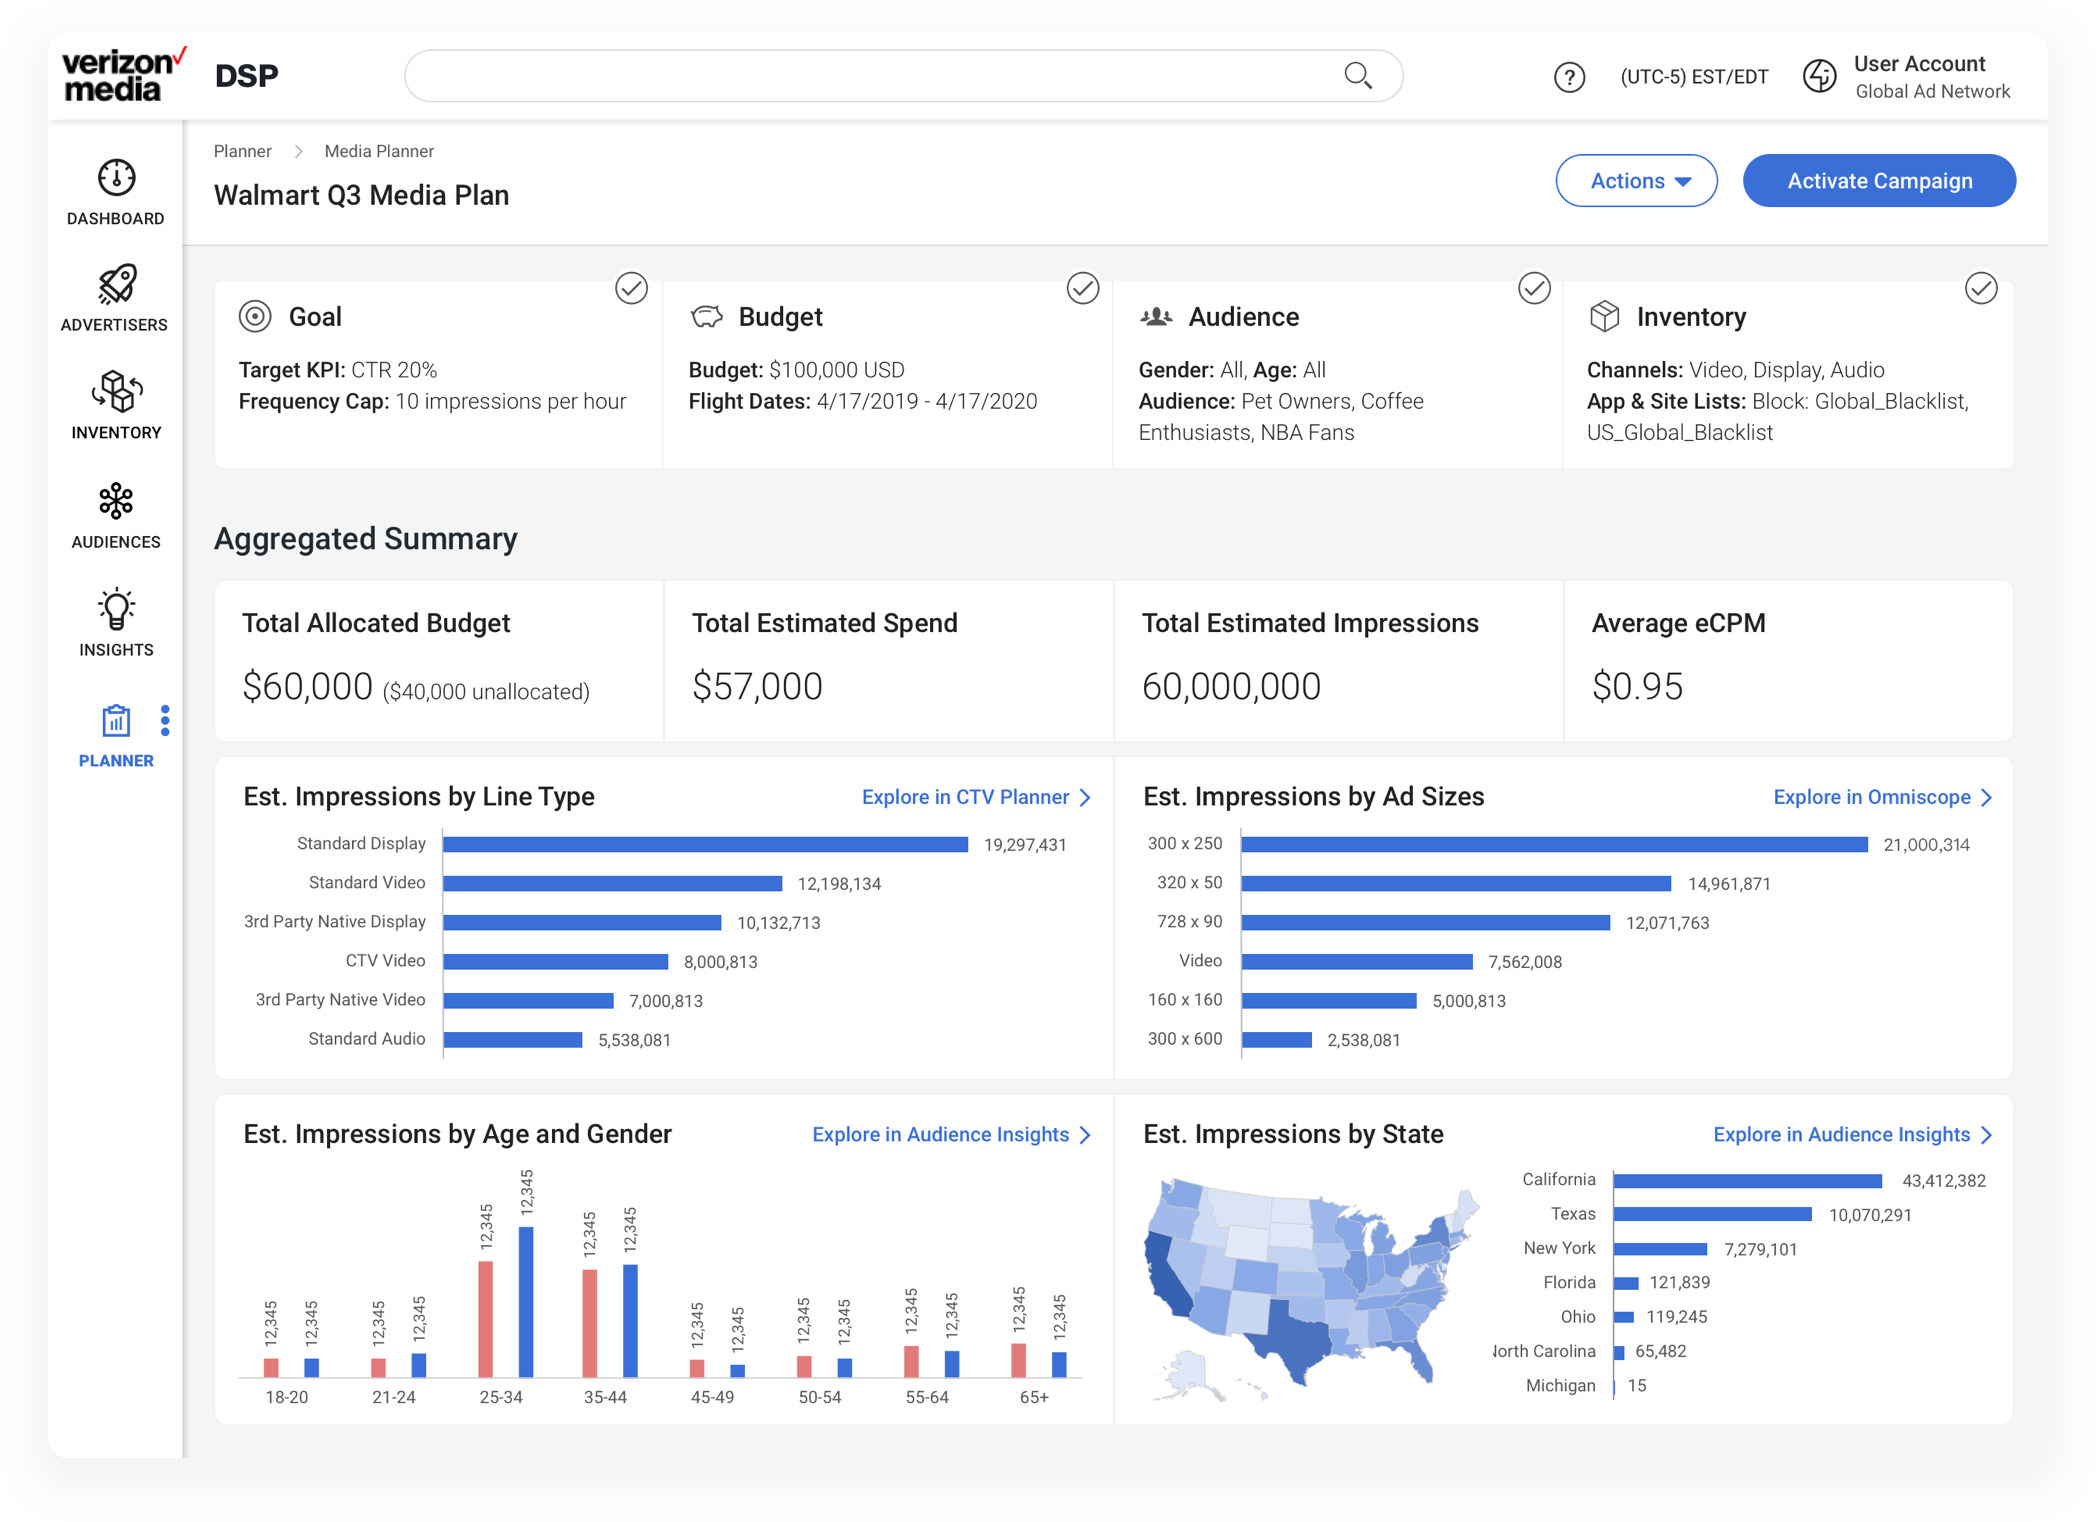 verizon
media
DSP
(UTC-5) EST/EDT
User Account
Global Ad Network
DASHBOARD
ADVERTISERS
INVENTORY
AUDIENCES
INSIGHTS
PLANNER
Planner > Media Planner
Walmart Q3 Media Plan
Actions
Activate Campaign
Goal
Target KPI: CTR 20%
Frequency Cap: 10 impressions per hour
Budget
Budget: $100,000 USD
Flight Dates: 4/17/2019 - 4/17/2020
Audience
Gender: All, Age: All
Audience: Pet Owners, Coffee
Enthusiasts, NBA Fans
Inventory
Channels: Video, Display, Audio
App & Site Lists: Block: Global_Blacklist,
US_Global_Blacklist
Aggregated Summary
Total Allocated Budget
$60,000 ($40,000 unallocated)
Total Estimated Spend
$57,000
Total Estimated Impressions
60,000,000
Average eCPM
$0.95
Est. Impressions by Line Type
Explore in CTV Planner
Standard Display 19,297,431
Standard Video 12,198,134
3rd Party Native Display 10,132,713
CTV Video 8,000,813
3rd Party Native Video 7,000,813
Standard Audio 5,538,081
Est. Impressions by Ad Sizes
Explore in Omniscope
300 x 250 21,000,314
320 x 50 14,961,871
728 x 90 12,071,763
Video 7,562,008
160 x 160 5,000,813
300 x 600 2,538,081
Est. Impressions by Age and Gender
Explore in Audience Insights
12,345 12,345 12,345 12,345 12,345 12,345 12,345 12,345 12,345 12,345 12,345 12,345 12,345 12,345 12,345 12,345
18-20 21-24 25-34 35-44 45-49 50-54 55-64 65+
Est. Impressions by State
Explore in Audience Insights
California 43,412,382
Texas 10,070,291
New York 7,279,101
Florida 121,839
Ohio 119,245
North Carolina 65,482
Michigan 15